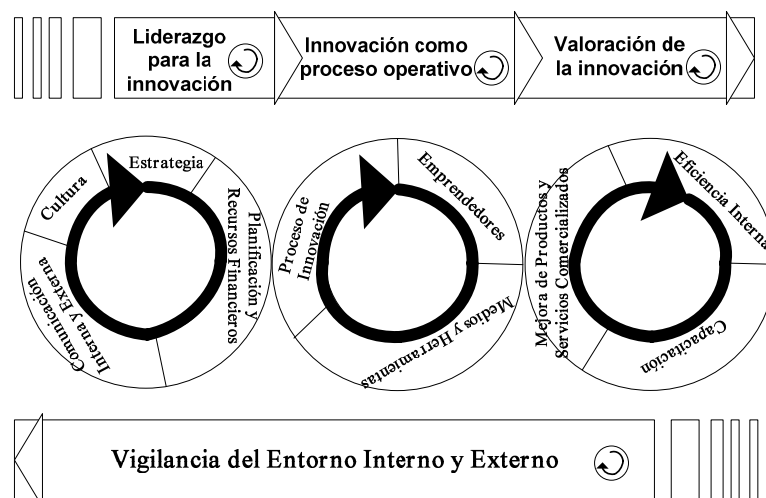 Liderazgo
para la
innovación
Innovación como
proceso operativo
Valoración de
la innovación
Estrategia
Cultura
Planificación y
Recursos Financieros
Comunicación
Interna y Externa
Emprendedores
Proceso de
Innovación
Medios y Herramientas
Eficiencia Interna
Mejora de Productos y
Servicios Comercializados
Capacitación
Vigilancia del Entorno Interno y Externo